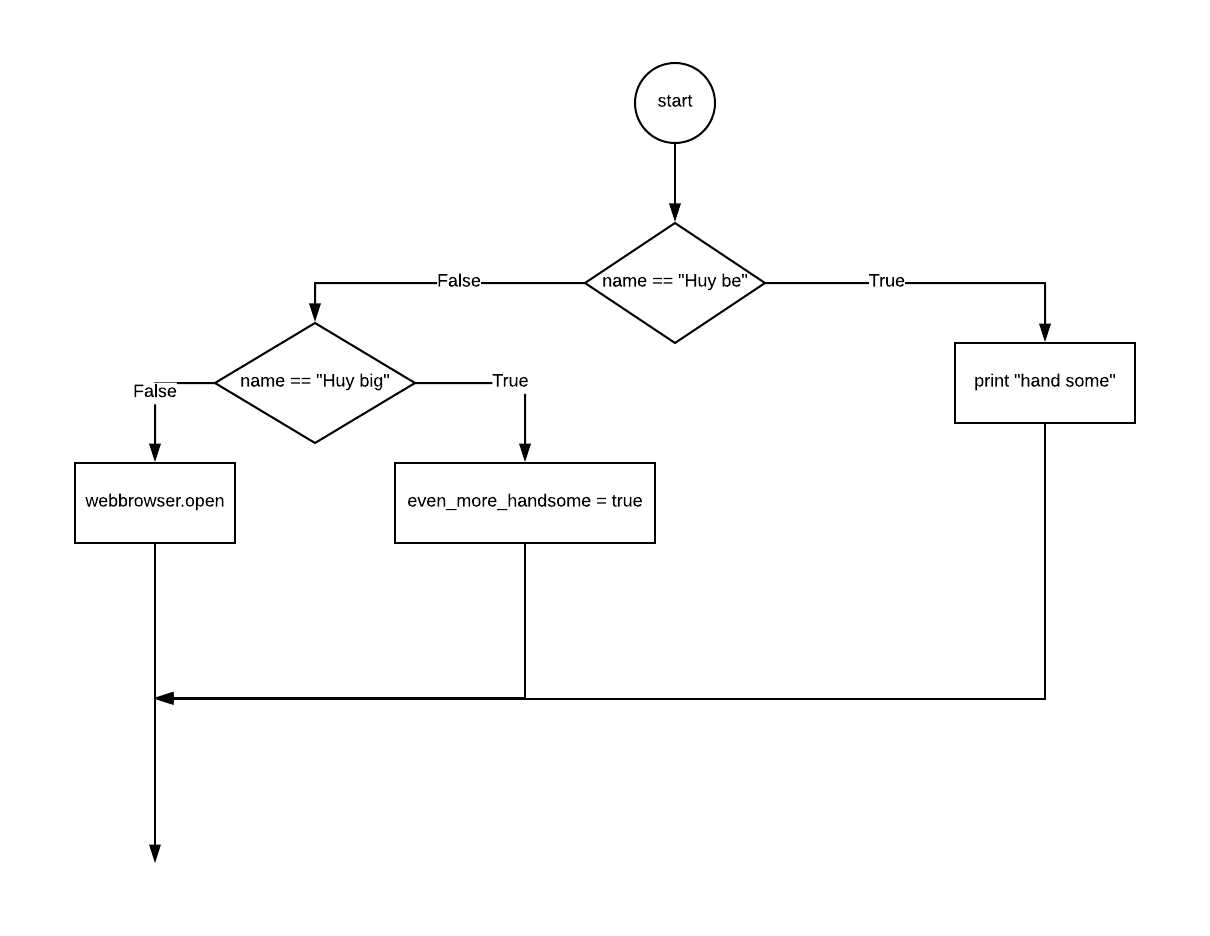 start
name == "Huy be"
False
True
name == "Huy big"
False
True
print "hand some"
webbrowser.open
even_more_handsome = true